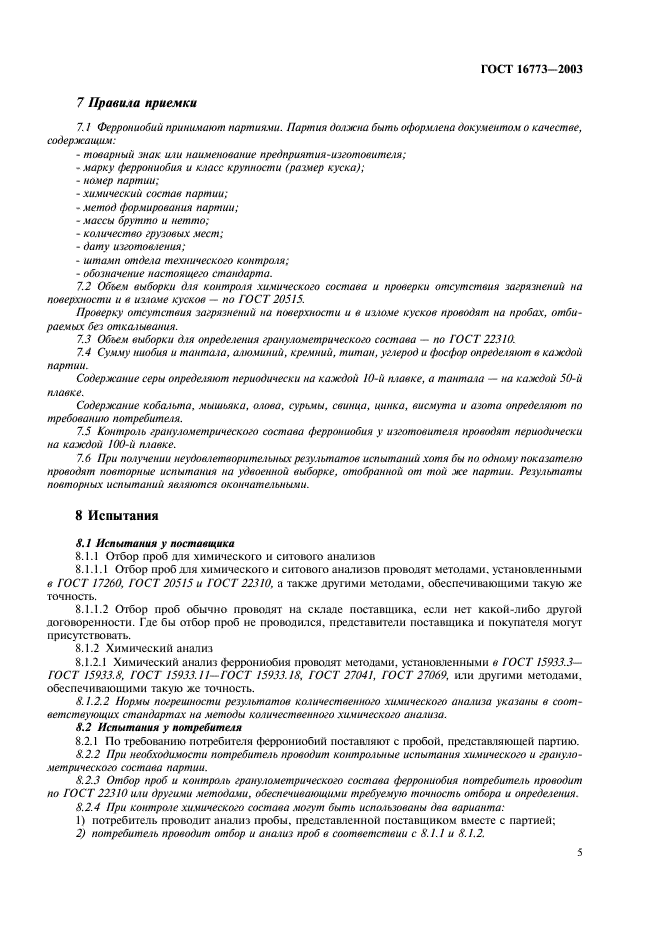 ГОСТ 16773—2003
7 Правила приемки
7.1 Феррониобий принимают партиями. Партия должна быть оформлена документом о качестве,
содержащим:
- товарный знак или наименование предприятия-изготовителя;
- марку феррониобия и класс крупности (размер куска);
- номер партии;
- химический состав партии;
- метод формирования партии;
- массы брутто и нетто;
- количество грузовых мест;
- дату изготовления;
- штамп отдела технического контроля;
- обозначение настоящего стандарта.
7.2 Объем выборки для контроля химического состава и проверки отсутствия загрязнений на
поверхности и в изломе кусков — по ГОСТ 20515.
Проверку отсутствия загрязнений на поверхности и в изломе кусков проводят на пробах, отби-
раемых без откалывания.
7.3 Объем выборки для определения гранулометрического состава — по ГОСТ 22310.
7.4 Сумму ниобия и тантала, алюминий, кремний, титан, углерод и фосфор определяют в каждой
партии.
Содержание серы определяют периодически на каждой 10-й плавке, а тантала — на каждой 50-й
плавке.
Содержание кобальта, мышьяка, олова, сурьмы, свинца, цинка, висмута и азота определяют по
требованию потребителя.
7.5 Контроль гранулометрического состава феррониобия у изготовителя проводят периодически
на каждой 100-й плавке.
7.6 При получении неудовлетворительных результатов испытаний хотя бы по одному показателю
проводят повторные испытания на удвоенной выборке, отобранной от той же партии. Результаты
повторных испытаний являются окончательными.
8 Испытания
8.1 Испытания у поставщика
8.1.1 Отбор проб для химического и ситового анализов
8.1.1.1 Отбор проб для химического и ситового анализов проводят методами, установленными
в ГОСТ 17260, ГОСТ 20515 и ГОСТ 22310, а также другими методами, обеспечивающими такую же
точность.
8.1.1.2 Отбор проб обычно проводят на складе поставщика, если нет какой-либо другой
договоренности. Где бы отбор проб не проводился, представители поставщика и покупателя могут
присутствовать.
8.1.2 Химический анализ
8.1.2.1 Химический анализ феррониобия проводят методами, установленными в ГОСТ 15933.3—
ГОСТ 15933.8, ГОСТ 15933.11—ГОСТ 15933.18, ГОСТ 27041, ГОСТ 27069, или другими методами,
обеспечивающими такую же точность.
8.1.2.2 Нормы погрешности результатов количественного химического анализа указаны в соот-
ветствующих стандартах на методы количественного химического анализа.
8.2 Испытания у потребителя
8.2.1 По требованию потребителя феррониобий поставляют с пробой, представляющей партию.
8.2.2 При необходимости потребитель проводит контрольные испытания химического и грануло-
метрического состава партии.
8.2.3 Отбор проб и контроль гранулометрического состава феррониобия потребитель проводит
по ГОСТ 22310 или другими методами, обеспечивающими требуемую точность отбора и определения.
8.2.4 При контроле химического состава могут быть использованы два варианта:
1) потребитель проводит анализ пробы, представленной поставщиком вместе с партией;
2) потребитель проводит отбор и анализ проб в соответствии с 8.1.1 и 8.1.2.
5